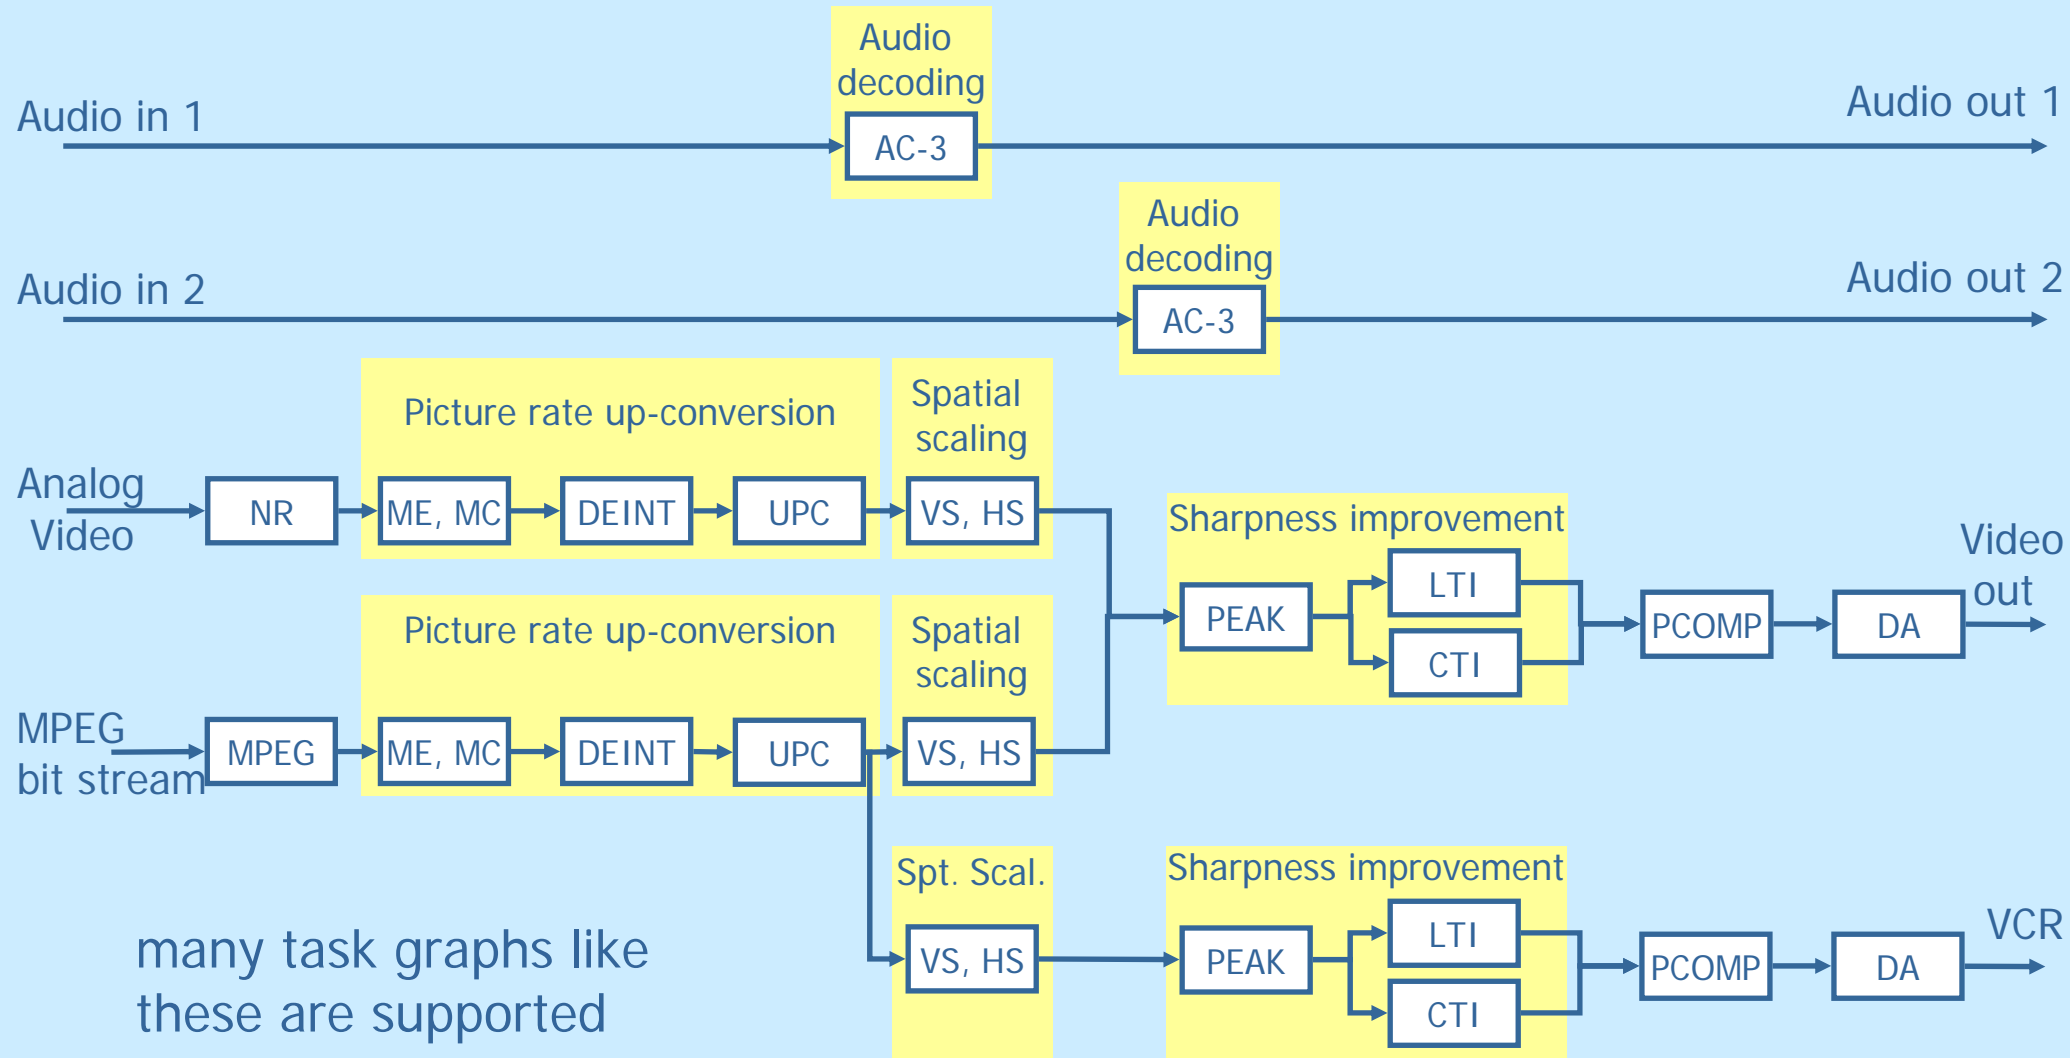 Audio
decoding
Audio in 1
AC-3
Audio out 1
Audio
decoding
Audio in 2
AC-3
Audio out 2
Picture rate up-conversion
Spatial
scaling
Analog
Video
NR
ME, MC
DEINT
UPC
VS, HS
Sharpness improvement
PEAK
LTI
CTI
PCOMP
DA
Video
out
Picture rate up-conversion
Spatial
scaling
MPEG
bit stream
MPEG
ME, MC
DEINT
UPC
VS, HS
Spt. Scal.
VS, HS
Sharpness improvement
PEAK
LTI
CTI
PCOMP
DA
VCR
many task graphs like
these are supported